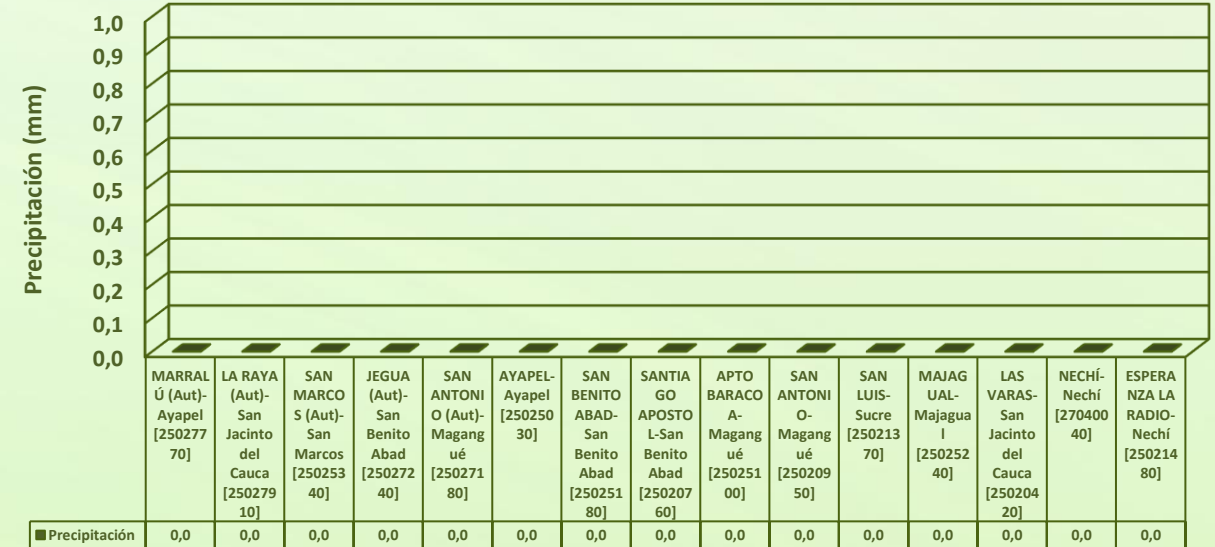 Precipitación (mm)
1,0
0,9
0,8
0,7
0,6
0,5
0,4
0,3
0,2
0,1
0,0
MARRAL
Ú (Aut)-
Ayapel
[250277
70]
LA RAYA
(Aut)-
San
Jacinto
del
Cauca
[250279
10]
SAN
MARCO
S (Aut)-
San
Marcos
[250253
40]
JEGUA
(Aut)-
San
Benito
Abad
[250272
40]
SAN
ANTONI
O (Aut)-
Magang
ué
[250271
80]
AYAPEL-
Ayapel
[250250
30]
SAN
BENITO
ABAD-
San
Benito
Abad
[250251
80]
SANTIA
GO
APOSTO
L-San
Benito
Abad
[250207
60]
APTO
BARACO
A-
Magang
ué
[250251
00]
SAN
ANTONI
O-
Magang
ué
[250209
50]
SAN
LUIS-
Sucre
[250213
70]
MAJAG
UAL-
Majagua
l
[250252
40]
LAS
VARAS-
San
Jacinto
del
Cauca
[250204
20]
NECHÍ-
Nechí
[270400
40]
ESPERA
NZA LA
RADIO-
Nechí
[250214
80]
Precipitación 0,0 0,0 0,0 0,0 0,0 0,0 0,0 0,0 0,0 0,0 0,0 0,0 0,0 0,0 0,0